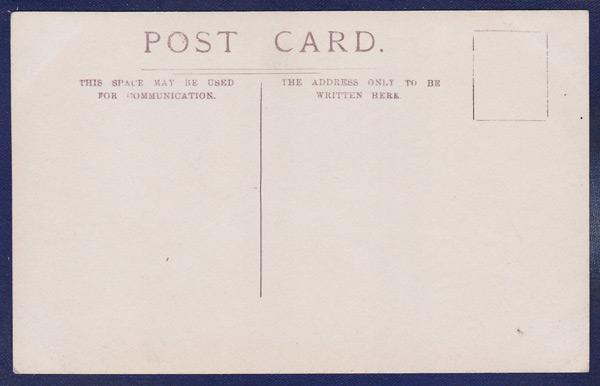 POST CARD.
THIS SPACE MAY BE USED
FOR COMMUNICATION.
THE ADDRESS ONLY TO BE
WRITTEN HERE.